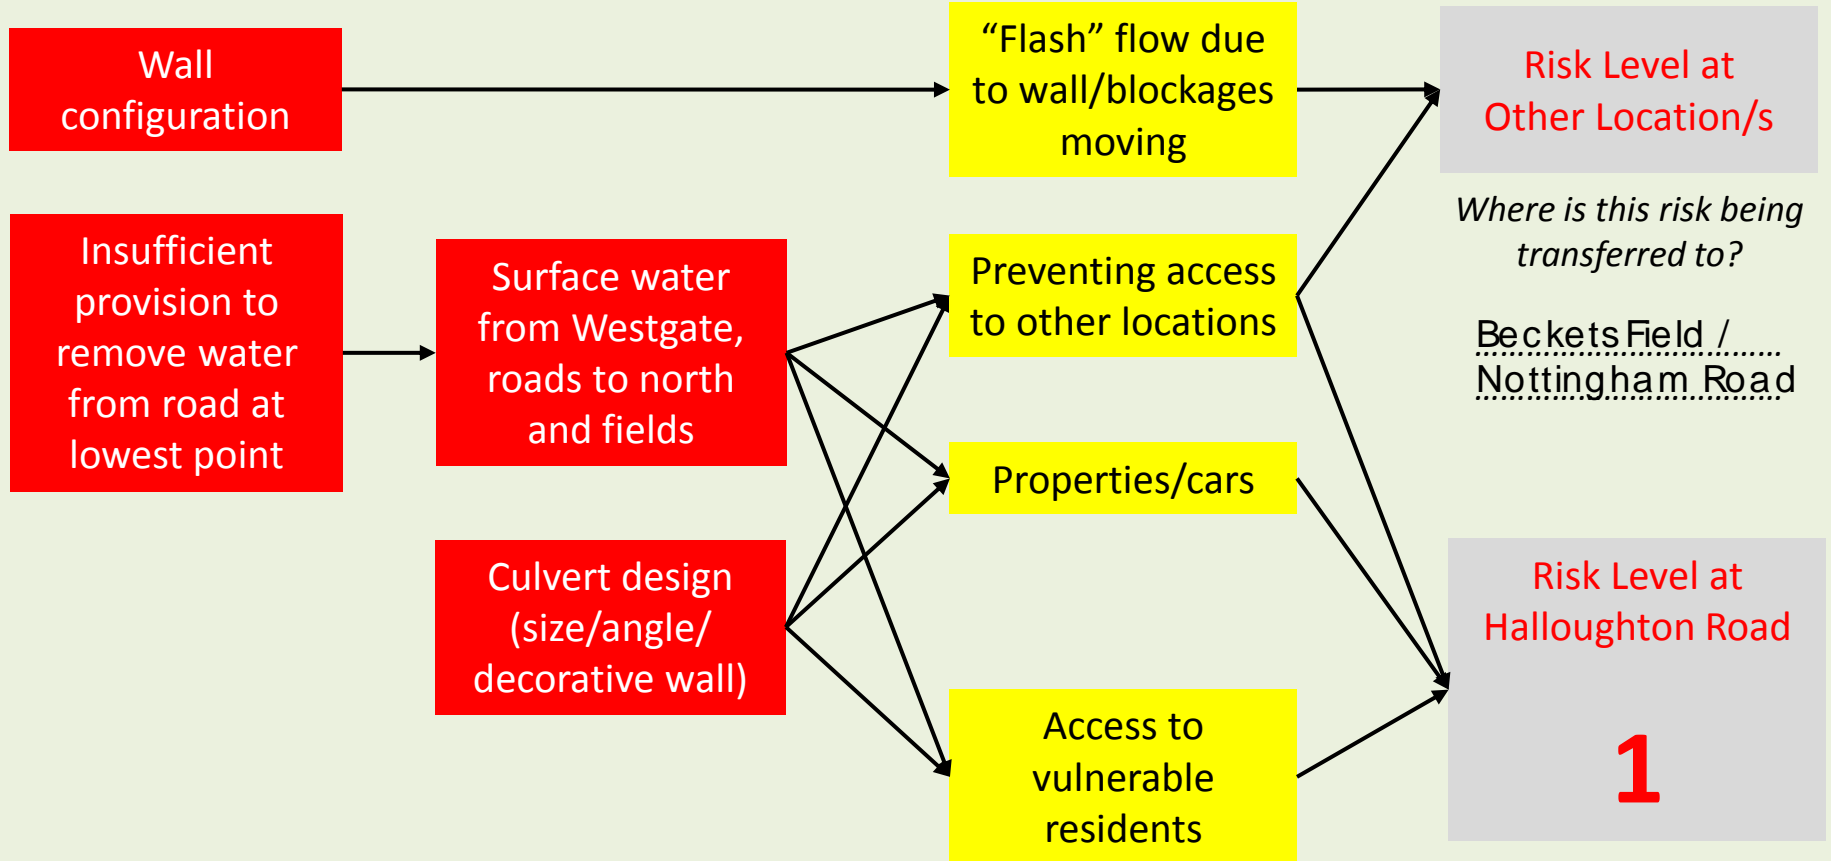 Wall
configuration
“Flash” flow due
to wall/blockages
moving
Risk Level at
Other Location/s
Where is this risk being
transferred to?
Beckets Field /
Nottingham Road
Insufficient
provision to
remove water
from road at
lowest point
Surface water
from Westgate,
roads to north
and fields
Preventing access
to other locations
Properties/cars
Culvert design
(size/angle/
decorative wall)
Access to
vulnerable
residents
Risk Level at
Halloughton Road
1